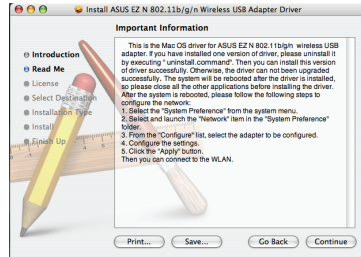 Install ASUS EZ N 802.11b/g/n Wireless USB Adapter Driver
Important Information
Introduction
Read Me
License
Select Destination
Installation Type
Install
Finish Up
This is the Mac OS driver for ASUS EZ N 802.11b/g/n wireless USB
adapter. If you have installed one version of driver, please uninstall it
by executing " uninstall.command". Then you can install this version
of driver successfully. Otherwise, the driver can not been upgraded
successfully. The system will be rebooted after the driver is installed,
so please close all the other applications before installing the driver.
After the system is rebooted, please follow the following steps to
configure the network:
1. Select the "System Preference" from the system menu.
2. Select and launch the "Network" item in the "System Preference"
folder.
3. From the "Configure" list, select the adapter to be configured.
4. Configure the settings.
5. Click the "Apply" button.
Then you can connect to the WLAN.
Print...
Save...
Go Back
Continue